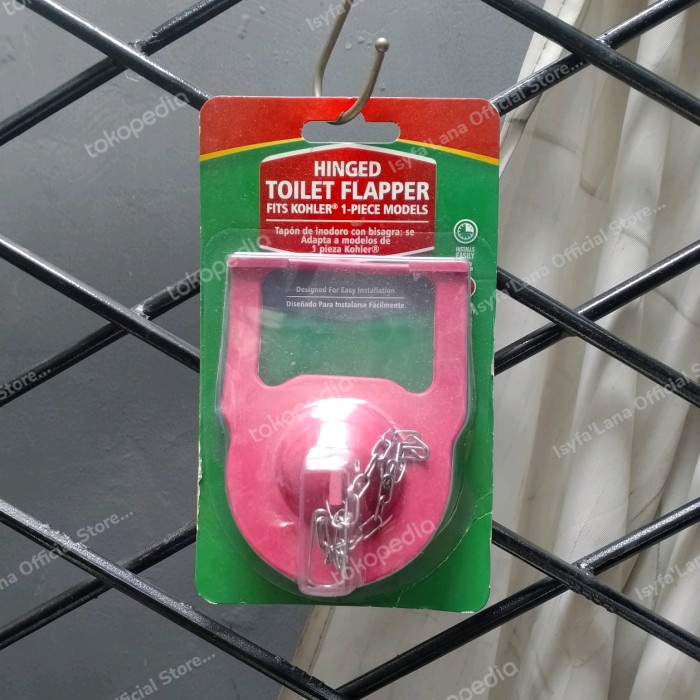 HINGED
TOILET FLAPPER
FITS KOHLER® 1-PIECE MODELS
Tapón de inodoro con bisagra: se
Adapta a modelos de
1 pieza Kohler®
INSTALLS
EASILY
Designed For Easy Installation
Diseñado Para Instalarse Fácilmente
tokopedia
Isyfa'Lana Official Store...